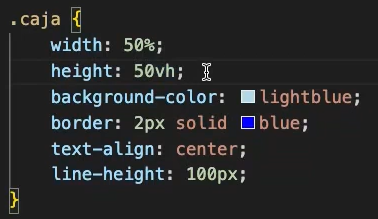 .caja {
    width: 50%;
    height: 50vh;
    background-color: lightblue;
    border: 2px solid blue;
    text-align: center;
    line-height: 100px;
}